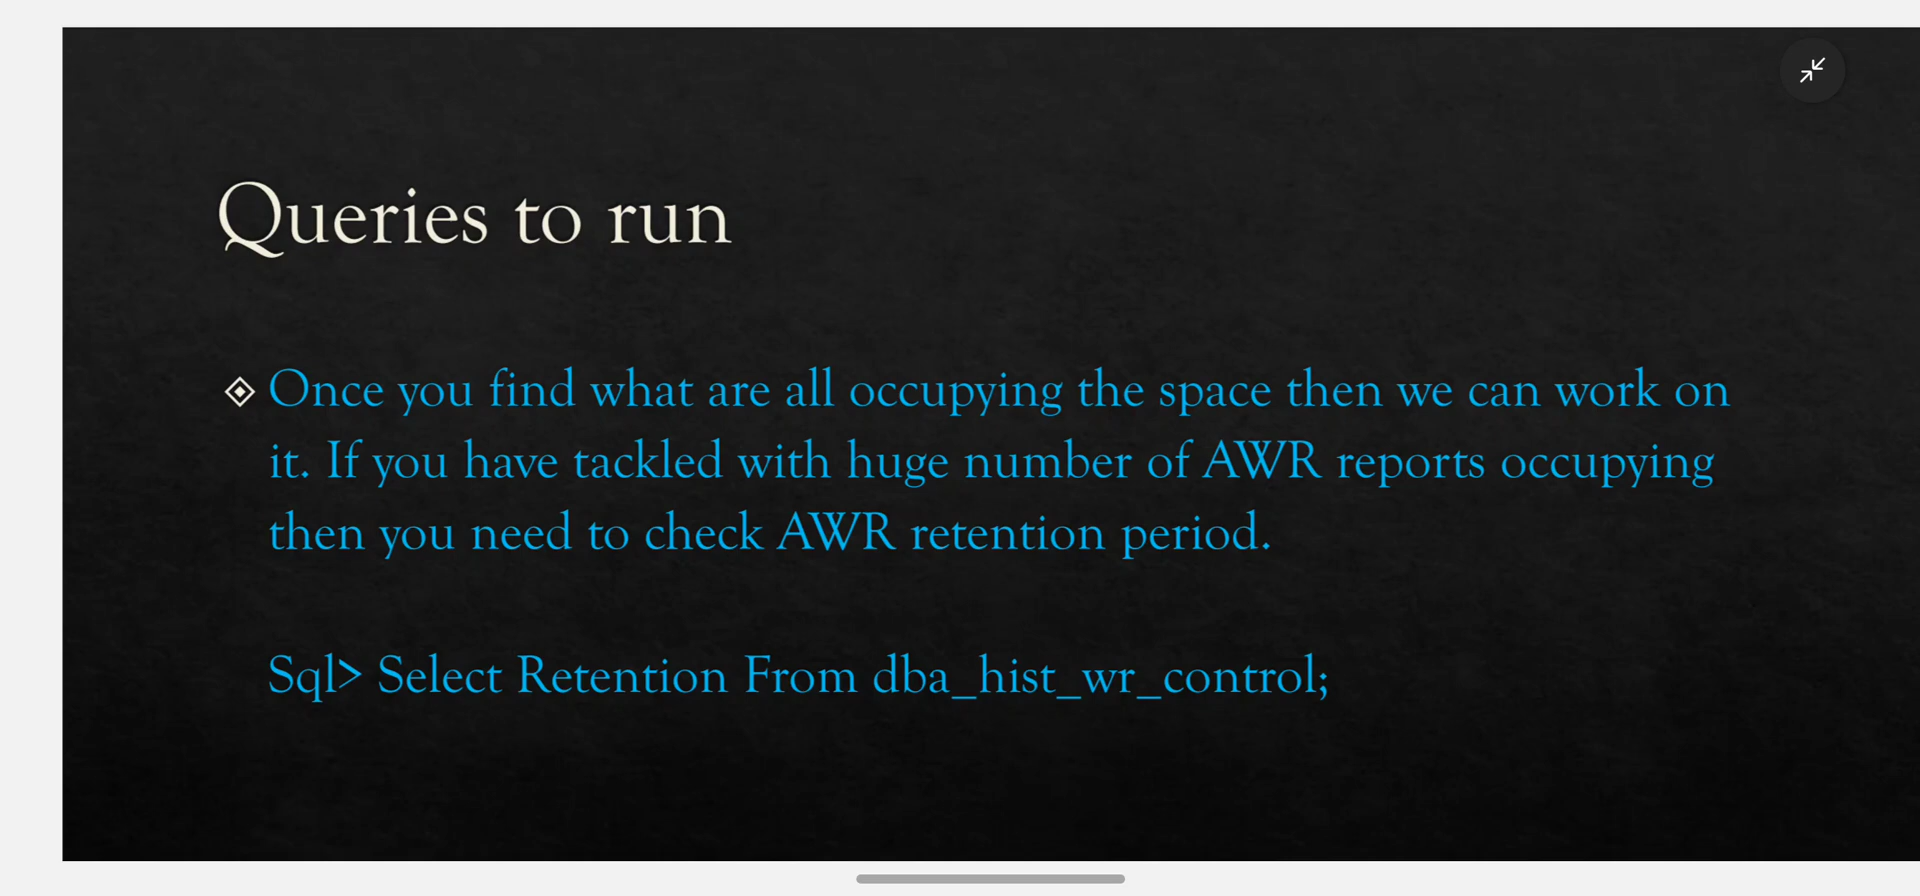 Queries to run
Once you find what are all occupying the space then we can work on
it. If you have tackled with huge number of AWR reports occupying
then you need to check AWR retention period.
Sql> Select Retention From dba_hist_wr_control;